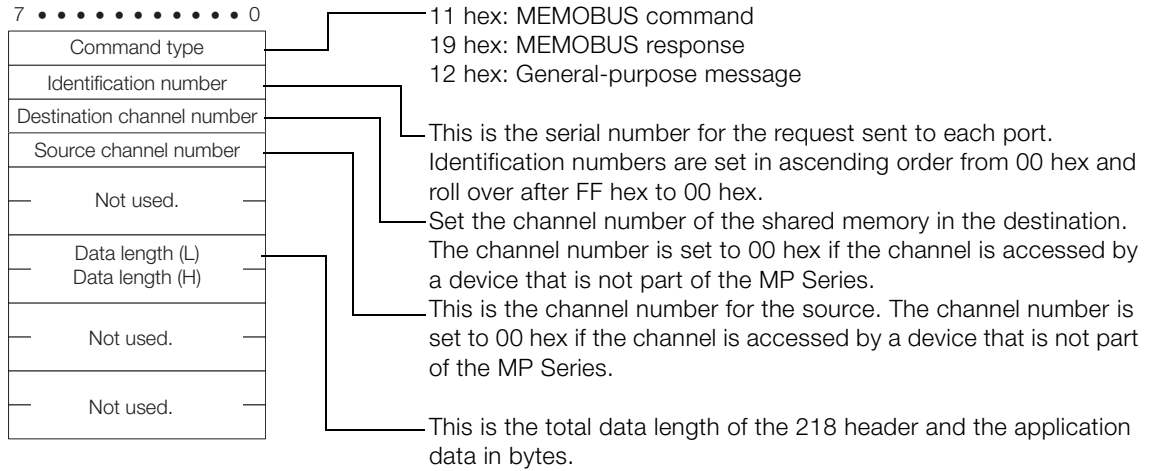 7 • • • • • • • • • • • 0
Command type
Identification number
Destination channel number
Source channel number
Not used.
Data length (L)
Data length (H)
Not used.
Not used.
11 hex: MEMOBUS command
19 hex: MEMOBUS response
12 hex: General-purpose message
This is the serial number for the request sent to each port.
Identification numbers are set in ascending order from 00 hex and
roll over after FF hex to 00 hex.
Set the channel number of the shared memory in the destination.
The channel number is set to 00 hex if the channel is accessed by
a device that is not part of the MP Series.
This is the channel number for the source. The channel number is
set to 00 hex if the channel is accessed by a device that is not part
of the MP Series.
This is the total data length of the 218 header and the application
data in bytes.